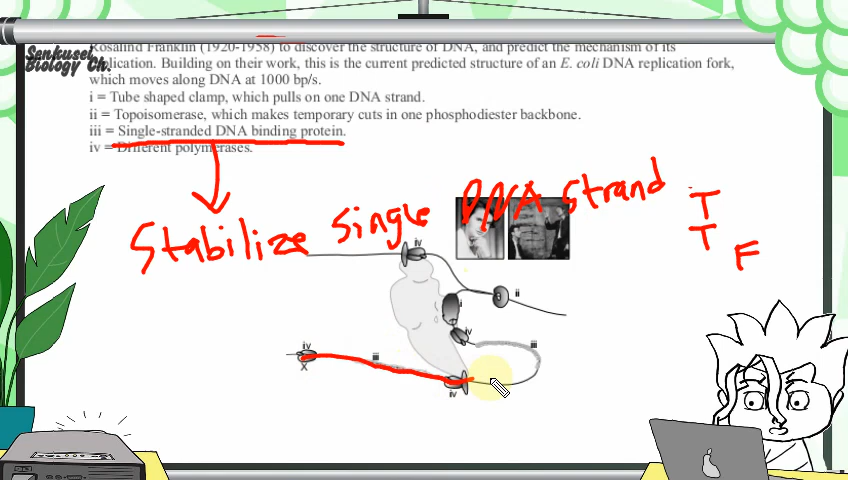 Rosalind Franklin (1920-1958) to discover the structure of DNA, and predict the mechanism of its
Senkusei
Biology Ch.
replication. Building on their work, this is the current predicted structure of an E. coli DNA replication fork,
which moves along DNA at 1000 bp/s.
i = Tube shaped clamp, which pulls on one DNA strand.
ii = Topoisomerase, which makes temporary cuts in one phosphodiester backbone.
iii = Single-stranded DNA binding protein.
iv = Different polymerases.
Stabilize single DNA strand
T
T
F
iv
ii
i
iv
iii
iv
iii
X
iv